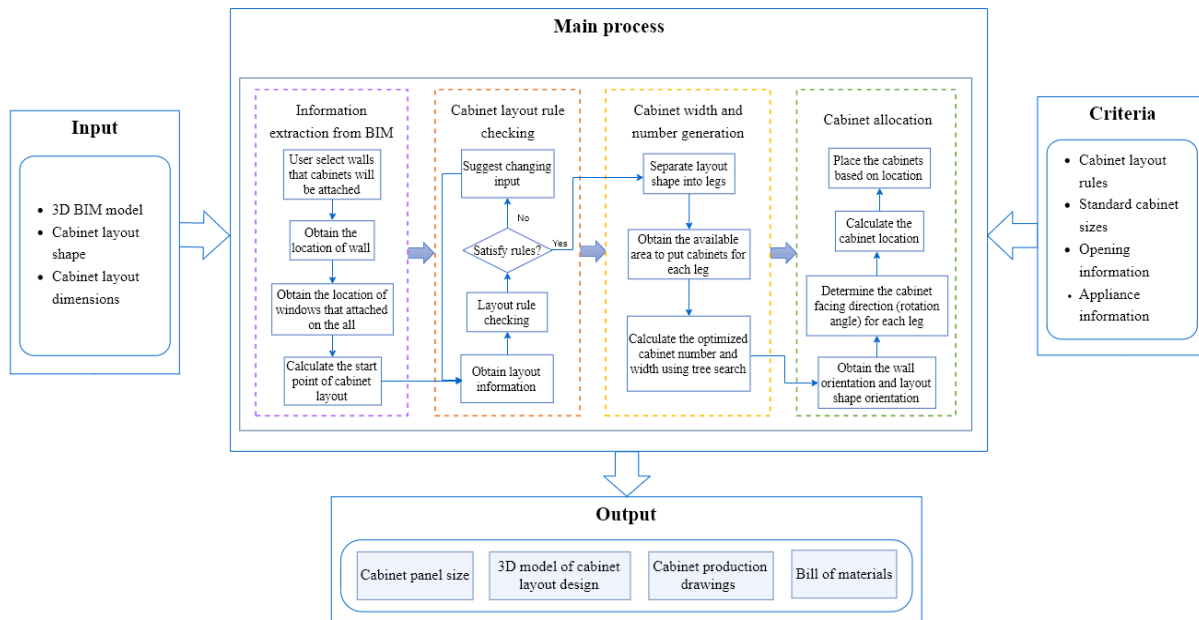 Main process
Input
3D BIM model
Cabinet layout
shape
Cabinet layout
dimensions
Information
extraction from BIM
User select walls
that cabinets will
be attached
Obtain the
location of wall
Obtain the location of
windows that attached
on the all
Calculate the start
point of cabinet
layout
Cabinet layout rule
checking
Suggest changing
input
No
Satisfy rules?
Yes
Layout rule
checking
Obtain layout
information
Cabinet width and
number generation
Separate layout
shape into legs
Obtain the available
area to put cabinets for
each leg
Calculate the optimized
cabinet number and
width using tree search
Cabinet allocation
Place the cabinets
based on location
Calculate the
cabinet location
Determine the cabinet
facing direction (rotation
angle) for each leg
Obtain the wall
orientation and layout
shape orientation
Criteria
Cabinet layout
rules
Standard cabinet
sizes
Opening
information
Appliance
information
Output
Cabinet panel size
3D model of cabinet
layout design
Cabinet production
drawings
Bill of materials